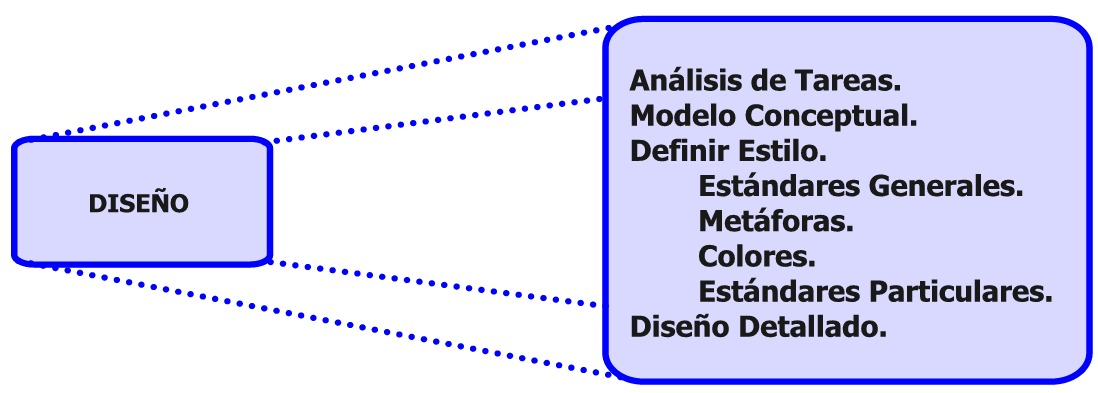 DISEÑO
Análisis de Tareas.
Modelo Conceptual.
Definir Estilo.
Estándares Generales.
Metáforas.
Colores.
Estándares Particulares.
Diseño Detallado.